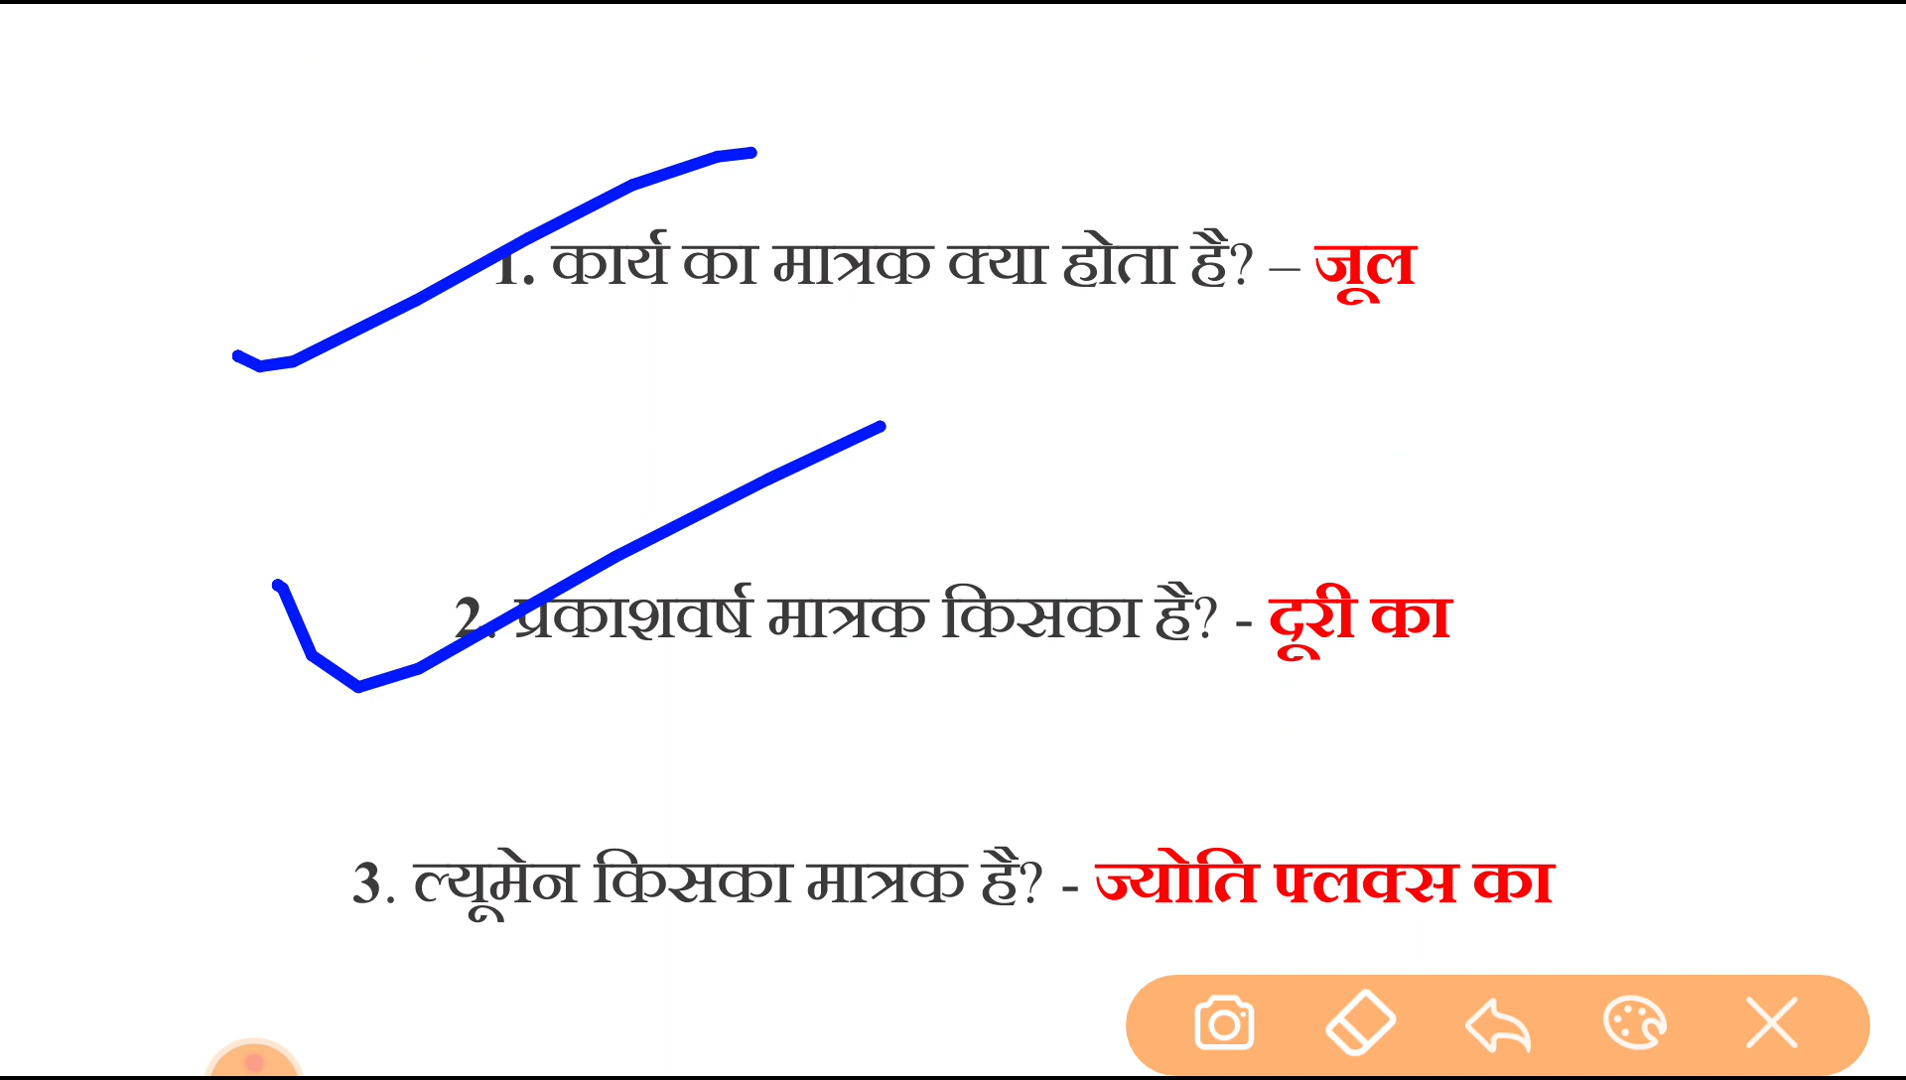 1. कार्य का मात्रक क्या होता है? – जूल
2. प्रकाशवर्ष मात्रक किसका है? - दूरी का
3. ल्यूमेन किसका मात्रक है? - ज्योति फ्लक्स का